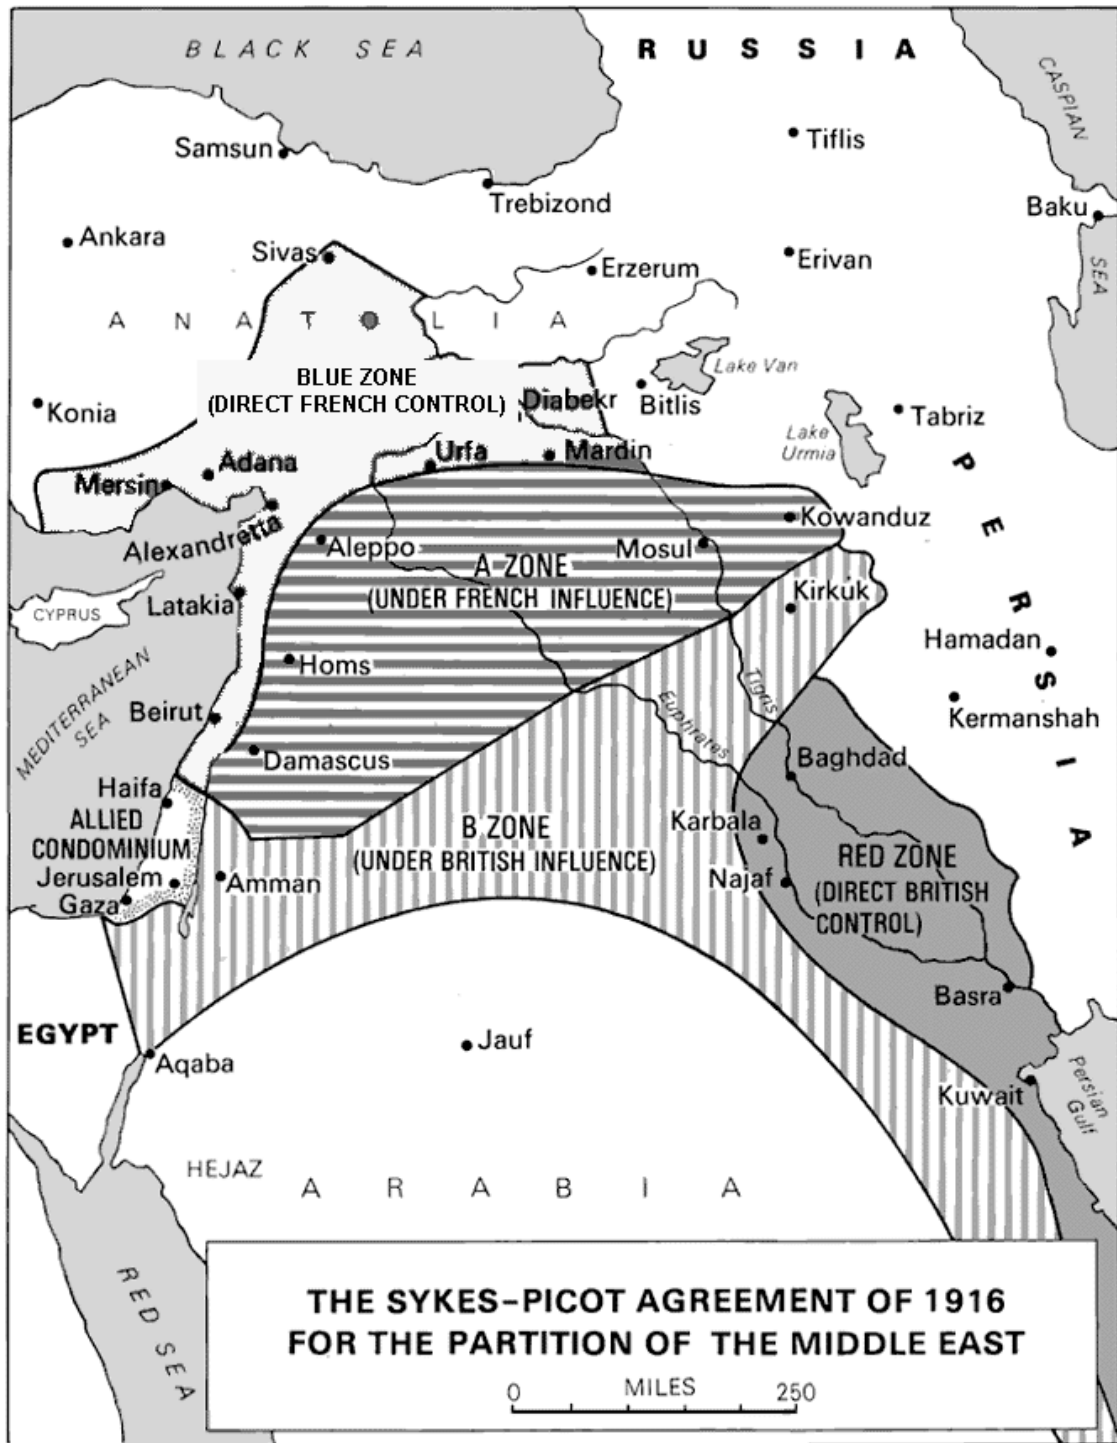 BLACK SEA
RUSSIA
CASPIAN
SEA
Tiflis
Samsun
Trebizond
Baku
Ankara
Sivas
Erzerum
Erivan
ANATOLIA
Lake Van
BLUE ZONE
(DIRECT FRENCH CONTROL)
Diabekr
Bitlis
Konia
Tabriz
Lake
Urmia
PERSIA
Urfa
Mardin
Adana
Mersin
Kowanduz
Alexandretta
Aleppo
Mosul
A ZONE
(UNDER FRENCH INFLUENCE)
Kirkuk
CYPRUS
Latakia
Hamadan
Homs
MEDITERRANEAN
SEA
Tigris
Euphrates
Beirut
Kermanshah
Damascus
Baghdad
Haifa
ALLIED
CONDOMINIUM
Karbala
B ZONE
(UNDER BRITISH INFLUENCE)
RED ZONE
(DIRECT BRITISH
CONTROL)
Jerusalem
Amman
Najaf
Gaza
Basra
EGYPT
Jauf
Aqaba
Kuwait
Persian
Gulf
HEJAZ
ARABIA
RED SEA
THE SYKES-PICOT AGREEMENT OF 1916
FOR THE PARTITION OF THE MIDDLE EAST
0 MILES 250